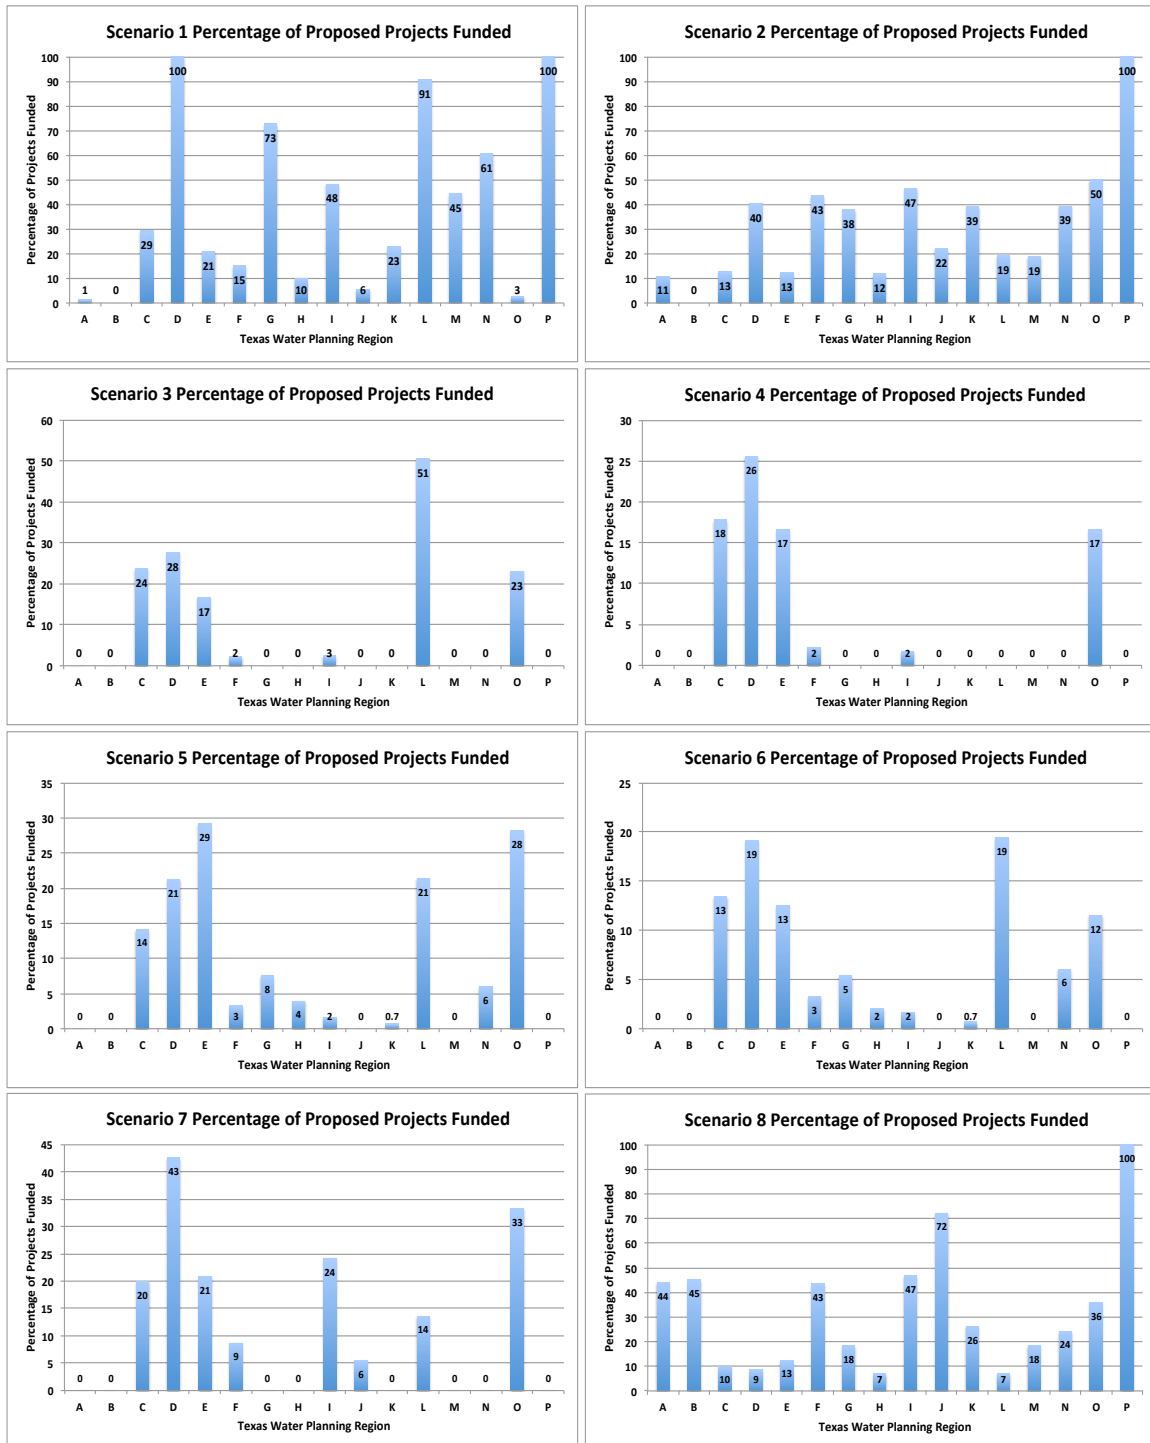 Scenario 1 Percentage of Proposed Projects Funded
Percentage of Projects Funded
100
90
80
70
60
50
40
30
20
10
0
1 0 29 100 21 15 73 10 48 6 23 91 45 61 3 100
A B C D E F G H I J K L M N O P
Texas Water Planning Region
Scenario 2 Percentage of Proposed Projects Funded
Percentage of Projects Funded
100
90
80
70
60
50
40
30
20
10
0
11 0 13 40 13 43 38 12 47 22 39 19 19 39 50 100
A B C D E F G H I J K L M N O P
Texas Water Planning Region
Scenario 3 Percentage of Proposed Projects Funded
Percentage of Projects Funded
60
50
40
30
20
10
0
0 0 24 28 17 2 0 0 3 0 0 51 0 0 23 0
A B C D E F G H I J K L M N O P
Texas Water Planning Region
Scenario 4 Percentage of Proposed Projects Funded
Percentage of Projects Funded
30
25
20
15
10
5
0
0 0 18 26 17 2 0 0 2 0 0 0 0 0 17 0
A B C D E F G H I J K L M N O P
Texas Water Planning Region
Scenario 5 Percentage of Proposed Projects Funded
Percentage of Projects Funded
35
30
25
20
15
10
5
0
0 0 14 21 29 3 8 4 2 0 0.7 21 0 6 28 0
A B C D E F G H I J K L M N O P
Texas Water Planning Region
Scenario 6 Percentage of Proposed Projects Funded
Percentage of Projects Funded
25
20
15
10
5
0
0 0 13 19 13 3 5 2 2 0 0.7 19 0 6 12 0
A B C D E F G H I J K L M N O P
Texas Water Planning Region
Scenario 7 Percentage of Proposed Projects Funded
Percentage of Projects Funded
45
40
35
30
25
20
15
10
5
0
0 0 20 43 21 9 0 0 24 6 0 14 0 0 33 0
A B C D E F G H I J K L M N O P
Texas Water Planning Region
Scenario 8 Percentage of Proposed Projects Funded
Percentage of Projects Funded
100
90
80
70
60
50
40
30
20
10
0
44 45 10 9 13 43 18 7 47 72 26 7 18 24 36 100
A B C D E F G H I J K L M N O P
Texas Water Planning Region